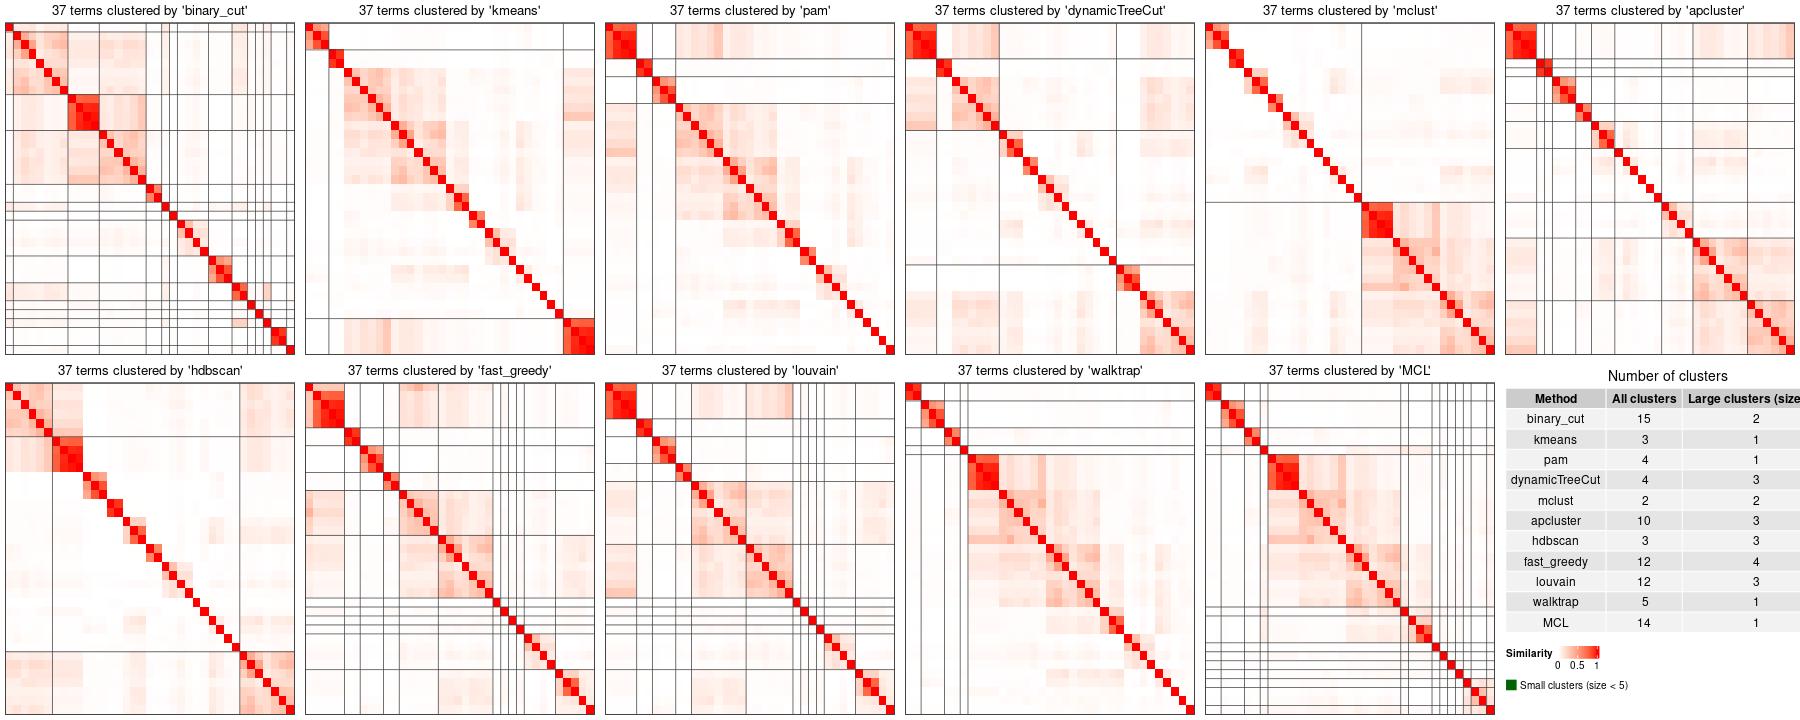 37 terms clustered by 'binary_cut'
37 terms clustered by 'kmeans'
37 terms clustered by 'pam'
37 terms clustered by 'dynamicTreeCut'
37 terms clustered by 'mclust'
37 terms clustered by 'apcluster'
37 terms clustered by 'hdbscan'
37 terms clustered by 'fast_greedy'
37 terms clustered by 'louvain'
37 terms clustered by 'walktrap'
37 terms clustered by 'MCL'
Number of clusters
Method All clusters Large clusters (size
binary_cut 15 2
kmeans 3 1
pam 4 1
dynamicTreeCut 4 3
mclust 2 2
apcluster 10 3
hdbscan 3 3
fast_greedy 12 4
louvain 12 3
walktrap 5 1
MCL 14 1
Similarity
0 0.5 1
Small clusters (size < 5)